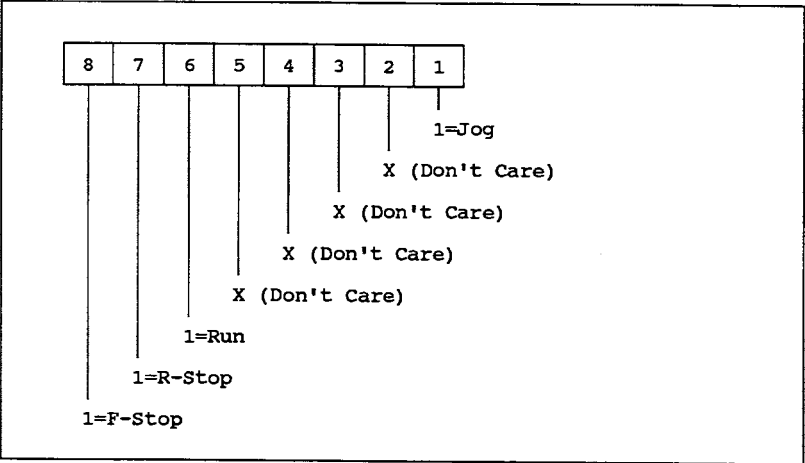 8 7 6 5 4 3 2 1
1=Jog
X (Don't Care)
X (Don't Care)
X (Don't Care)
X (Don't Care)
1=Run
1=R-Stop
1=F-Stop